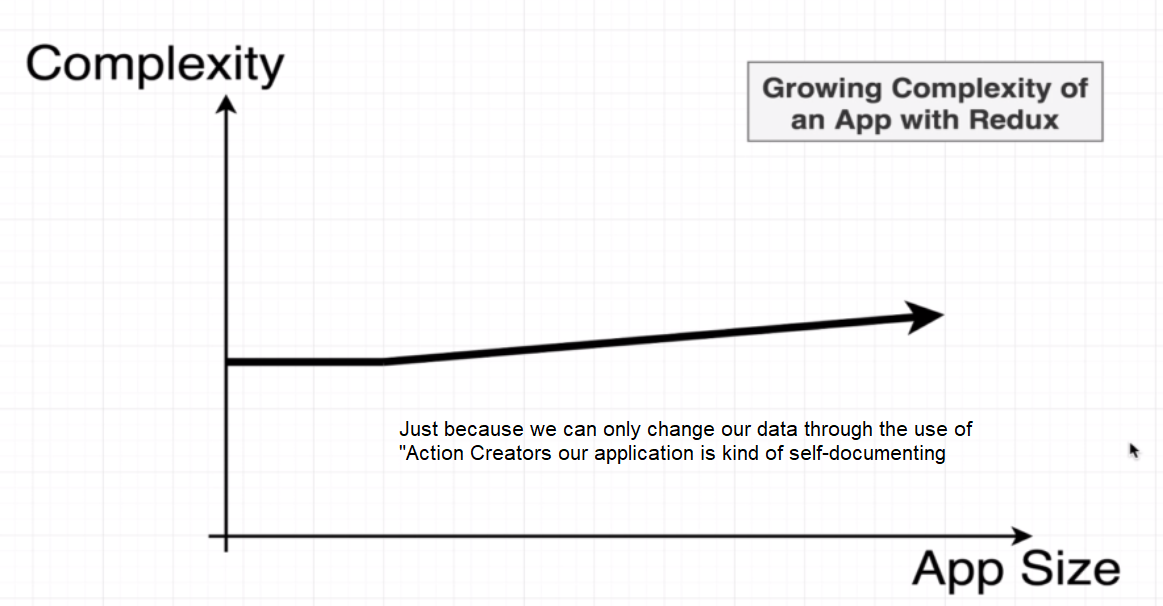 Complexity
Growing Complexity of
an App with Redux
Just because we can only change our data through the use of
"Action Creators our application is kind of self-documenting
App Size